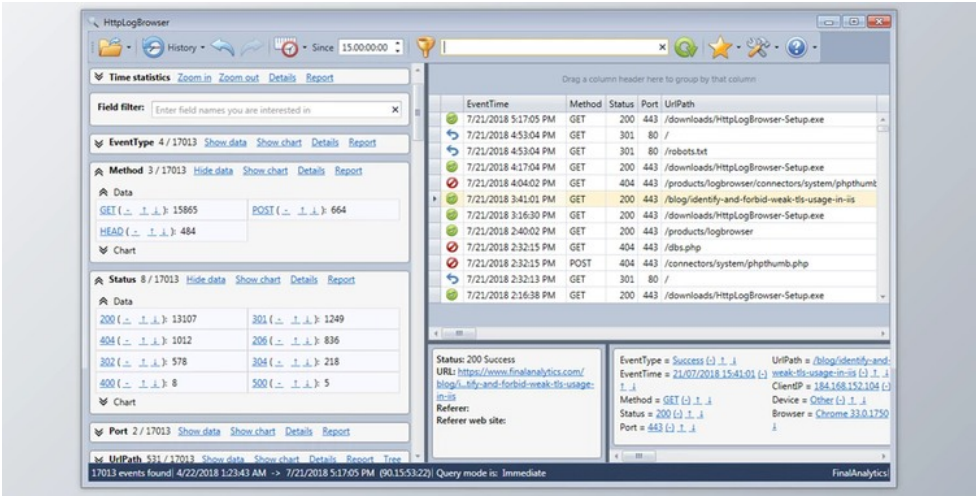 HttpLogBrowser
History Since 15.00:00:00
Time statistics Zoom in Zoom out Details Report
Field filter: Enter field names you are interested in
EventType 4 / 17013 Show data Show chart Details Report
Method 3 / 17013 Hide data Show chart Details Report
Data
GET ( - ↑ ↓ ): 15865 POST ( - ↑ ↓ ): 664
HEAD ( - ↑ ↓ ): 484
Chart
Status 8 / 17013 Hide data Show chart Details Report
Data
200 ( - ↑ ↓ ): 13107 301 ( - ↑ ↓ ): 1249
404 ( - ↑ ↓ ): 1012 206 ( - ↑ ↓ ): 836
302 ( - ↑ ↓ ): 578 304 ( - ↑ ↓ ): 218
400 ( - ↑ ↓ ): 8 500 ( - ↑ ↓ ): 5
Chart
Port 2 / 17013 Show data Show chart Details Report
UrlPath 531 / 17013 Show data Show chart Details Report Tree
Drag a column header here to group by that column
EventTime Method Status Port UrlPath
7/21/2018 5:17:05 PM GET 200 443 /downloads/HttpLogBrowser-Setup.exe
7/21/2018 4:53:04 PM GET 301 80 /
7/21/2018 4:53:04 PM GET 301 80 /robots.txt
7/21/2018 4:17:04 PM GET 200 443 /downloads/HttpLogBrowser-Setup.exe
7/21/2018 4:04:02 PM GET 404 443 /products/logbrowser/connectors/system/phpthumb
7/21/2018 3:41:01 PM GET 200 443 /blog/identify-and-forbid-weak-tls-usage-in-iis
7/21/2018 3:16:30 PM GET 200 443 /downloads/HttpLogBrowser-Setup.exe
7/21/2018 2:40:02 PM GET 200 443 /products/logbrowser
7/21/2018 2:32:15 PM GET 404 443 /dbs.php
7/21/2018 2:32:15 PM POST 404 443 /connectors/system/phpthumb.php
7/21/2018 2:32:13 PM GET 301 80 /
7/21/2018 2:16:38 PM GET 200 443 /downloads/HttpLogBrowser-Setup.exe
Status: 200 Success
URL: https://www.finalanalytics.com/
blog/i...tify-and-forbid-weak-tls-usage-
in-iis
Referer:
Referer web site:
EventType = Success (-) ↑ ↓
EventTime = 21/07/2018 15:41:01 (-)
↑ ↓
Method = GET (-) ↑ ↓
Status = 200 (-) ↑ ↓
Port = 443 (-) ↑ ↓
UrlPath = /blog/identify-and-
weak-tls-usage-in-iis (-) ↑ ↓
ClientIP = 184.168.152.104 (-)
Device = Other (-) ↑ ↓
Browser = Chrome 33.0.1750
↓
17013 events found| 4/22/2018 1:23:43 AM -> 7/21/2018 5:17:05 PM (90.15:53:22)| Query mode is: Immediate FinalAnalytics